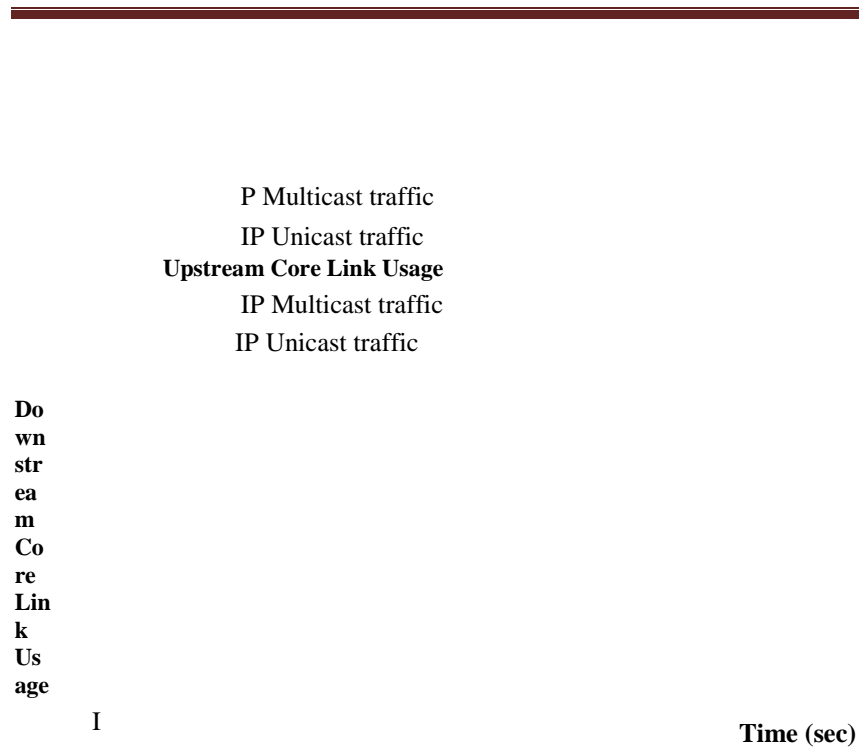 P Multicast traffic
IP Unicast traffic
Upstream Core Link Usage
IP Multicast traffic
IP Unicast traffic
Do
wn
str
ea
m
Co
re
Lin
k
Us
age
I
Time (sec)